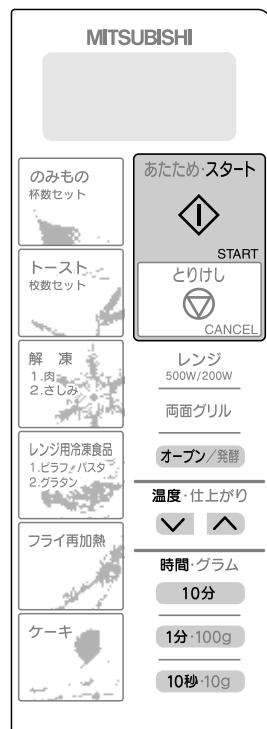 MITSUBISHI
のみもの
杯数セット
トースト
枚数セット
解 凍
1.肉
2.さしみ
レンジ用冷凍食品
1.ピラフ／パスタ
2.グラタン
フライ再加熱
ケーキ
あたため・スタート
START
とりけし
CANCEL
レンジ
500W/200W
両面グリル
オーブン／発酵
温度・仕上がり
時間・グラム
10分
1分・100g
10秒・10g